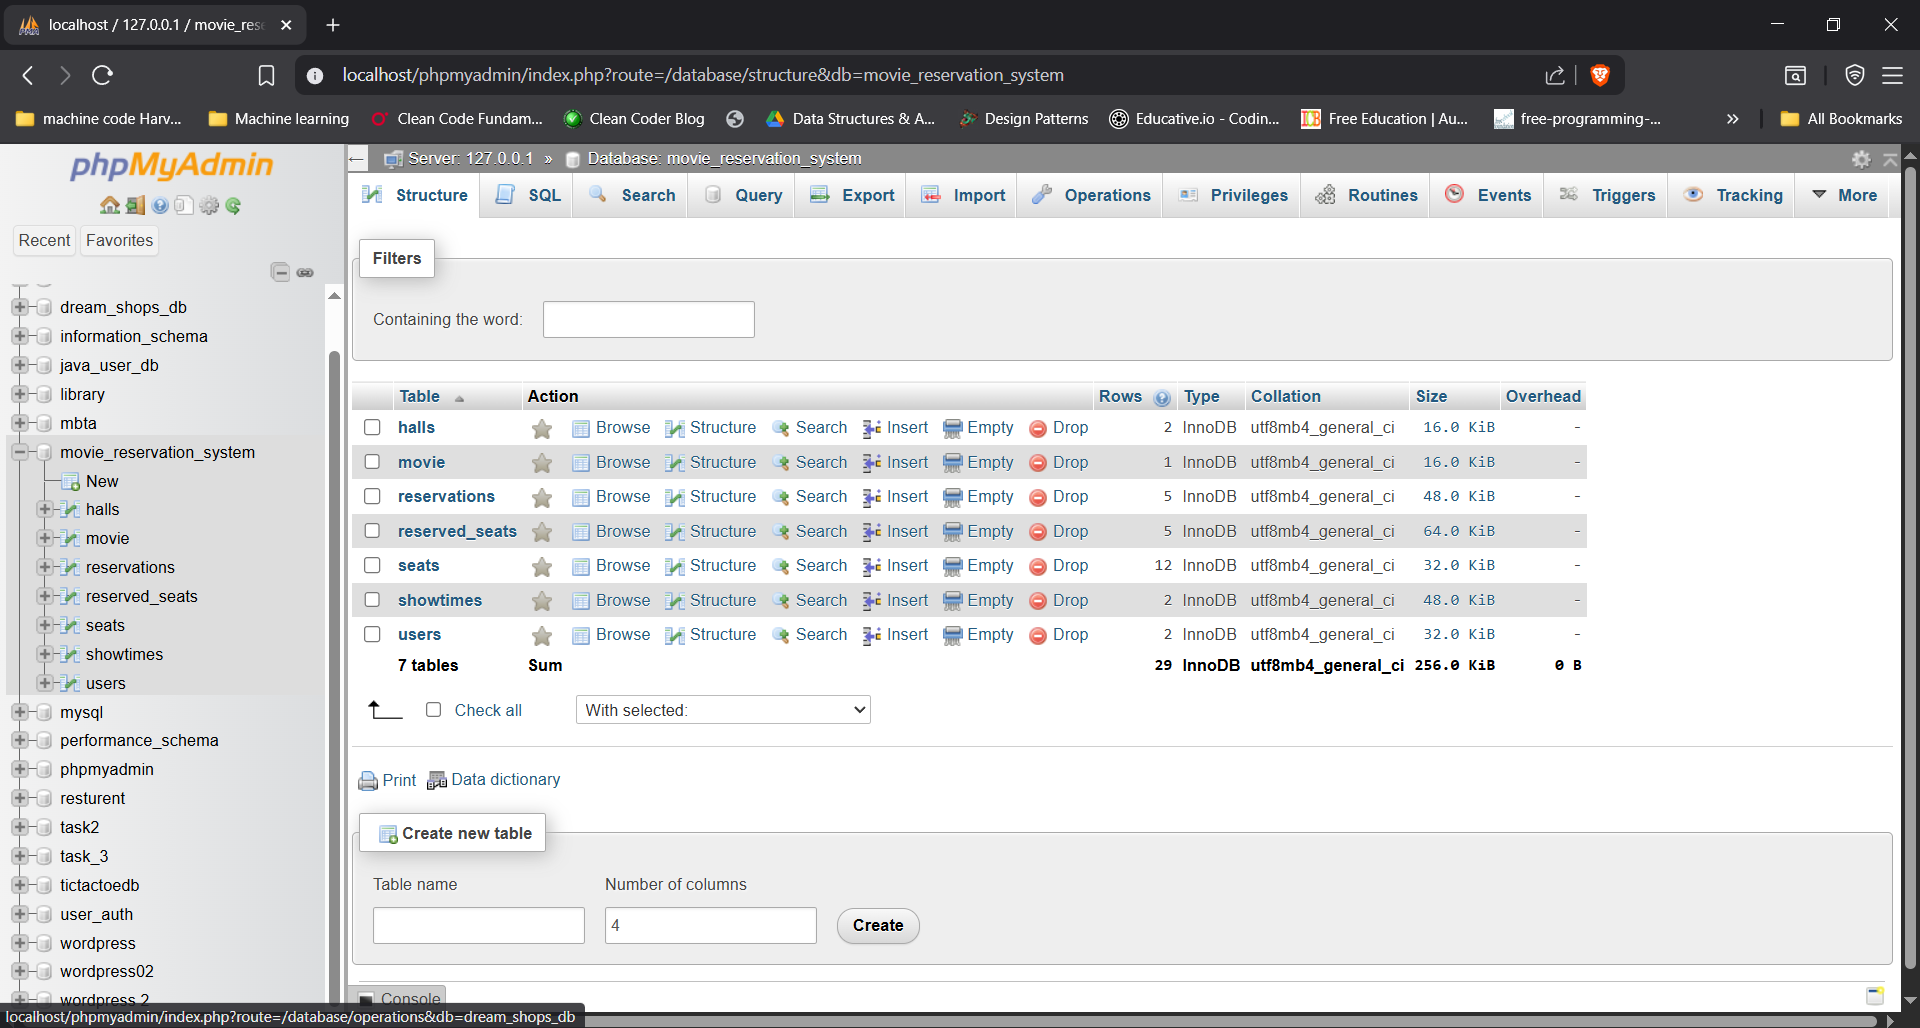 localhost / 127.0.0.1 / movie_res
localhost/phpmyadmin/index.php?route=/database/structure&db=movie_reservation_system
machine code Harv... Machine learning Clean Code Fundam... Clean Coder Blog Data Structures & A... Design Patterns Educative.io - Codin... Free Education | Au... free-programming-... » All Bookmarks
phpMyAdmin
Recent Favorites
dream_shops_db
information_schema
java_user_db
library
mbta
movie_reservation_system
New
halls
movie
reservations
reserved_seats
seats
showtimes
users
mysql
performance_schema
phpmyadmin
resturent
task2
task_3
tictactoedb
user_auth
wordpress
wordpress02
wordpress 2
Server: 127.0.0.1 » Database: movie_reservation_system
Structure SQL Search Query Export Import Operations Privileges Routines Events Triggers Tracking More
Filters
Containing the word:
Table Action Rows Type Collation Size Overhead
halls Browse Structure Search Insert Empty Drop 2 InnoDB utf8mb4_general_ci 16.0 KiB -
movie Browse Structure Search Insert Empty Drop 1 InnoDB utf8mb4_general_ci 16.0 KiB -
reservations Browse Structure Search Insert Empty Drop 5 InnoDB utf8mb4_general_ci 48.0 KiB -
reserved_seats Browse Structure Search Insert Empty Drop 5 InnoDB utf8mb4_general_ci 64.0 KiB -
seats Browse Structure Search Insert Empty Drop 12 InnoDB utf8mb4_general_ci 32.0 KiB -
showtimes Browse Structure Search Insert Empty Drop 2 InnoDB utf8mb4_general_ci 48.0 KiB -
users Browse Structure Search Insert Empty Drop 2 InnoDB utf8mb4_general_ci 32.0 KiB -
7 tables Sum 29 InnoDB utf8mb4_general_ci 256.0 KiB 0 B
Check all With selected:
Print Data dictionary
Create new table
Table name Number of columns
4 Create
Console
localhost/phpmyadmin/index.php?route=/database/operations&db=dream_shops_db